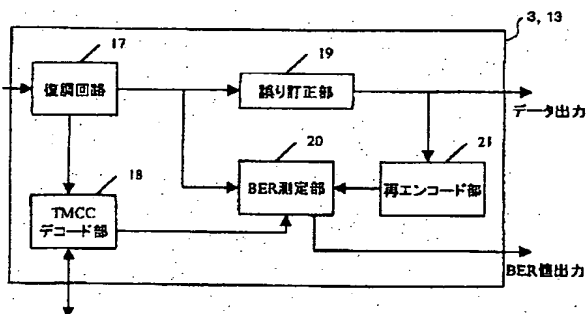 3, 13
17
復調回路
19
誤り訂正部
データ出力
20
BER測定部
21
再エンコード部
18
TMCC
デコード部
BER値出力